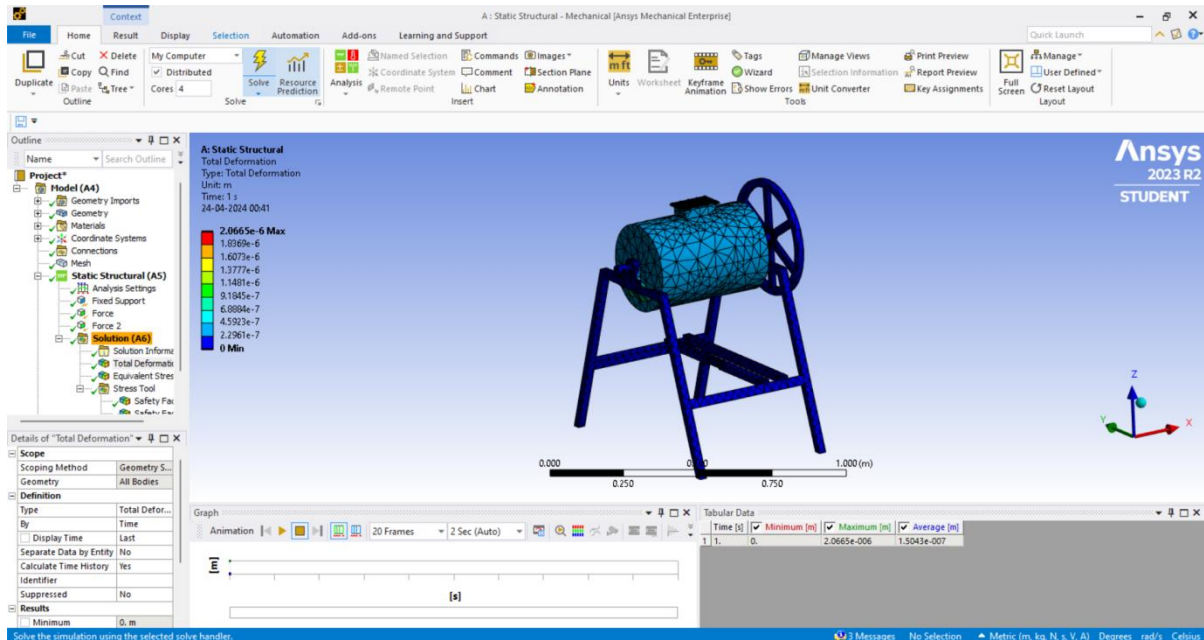 Context
A : Static Structural - Mechanical [Ansys Mechanical Enterprise]
File Home Result Display Selection Automation Add-ons Learning and Support Quick Launch
Duplicate Cut Copy Paste Delete Find Tree
Outline
My Computer
Distributed
Cores 4
Solve Resource Prediction
Solve
Analysis Named Selection Coordinate System Remote Point Commands Comment Chart Images Section Plane Annotation
Insert
Units Worksheet Keyframe Animation Tags Wizard Show Errors Manage Views Selection Information Unit Converter Print Preview Report Preview Key Assignments
Tools
Full Screen Manage User Defined Reset Layout
Layout
Outline
Name Search Outline
Project*
Model (A4)
Geometry Imports
Geometry
Materials
Coordinate Systems
Connections
Mesh
Static Structural (A5)
Analysis Settings
Fixed Support
Force
Force 2
Solution (A6)
Solution Informa
Total Deformatic
Equivalent Stres
Stress Tool
Safety Fac
Safety Fac
A: Static Structural
Total Deformation
Type: Total Deformation
Unit: m
Time: 1 s
24-04-2024 00:41
2.0665e-6 Max
1.8369e-6
1.6073e-6
1.3777e-6
1.1481e-6
9.1845e-7
6.8884e-7
4.5923e-7
2.2961e-7
0 Min
Ansys
2023 R2
STUDENT
Z
Y
X
0.000 1.000 (m)
0.250 0.750
Details of "Total Deformation"
Scope
Scoping Method Geometry S...
Geometry All Bodies
Definition
Type Total Defor...
By Time
Display Time Last
Separate Data by Entity No
Calculate Time History Yes
Identifier
Suppressed No
Results
Minimum 0. m
Graph
Animation 20 Frames 2 Sec (Auto)
[m]
[s]
Tabular Data
Time [s] Minimum [m] Maximum [m] Average [m]
1 1. 0. 2.0665e-006 1.5043e-007
Solve the simulation using the selected solve handler. 3 Messages No Selection Metric (m, kg, N, s, V, A) Degrees rad/s Celsius